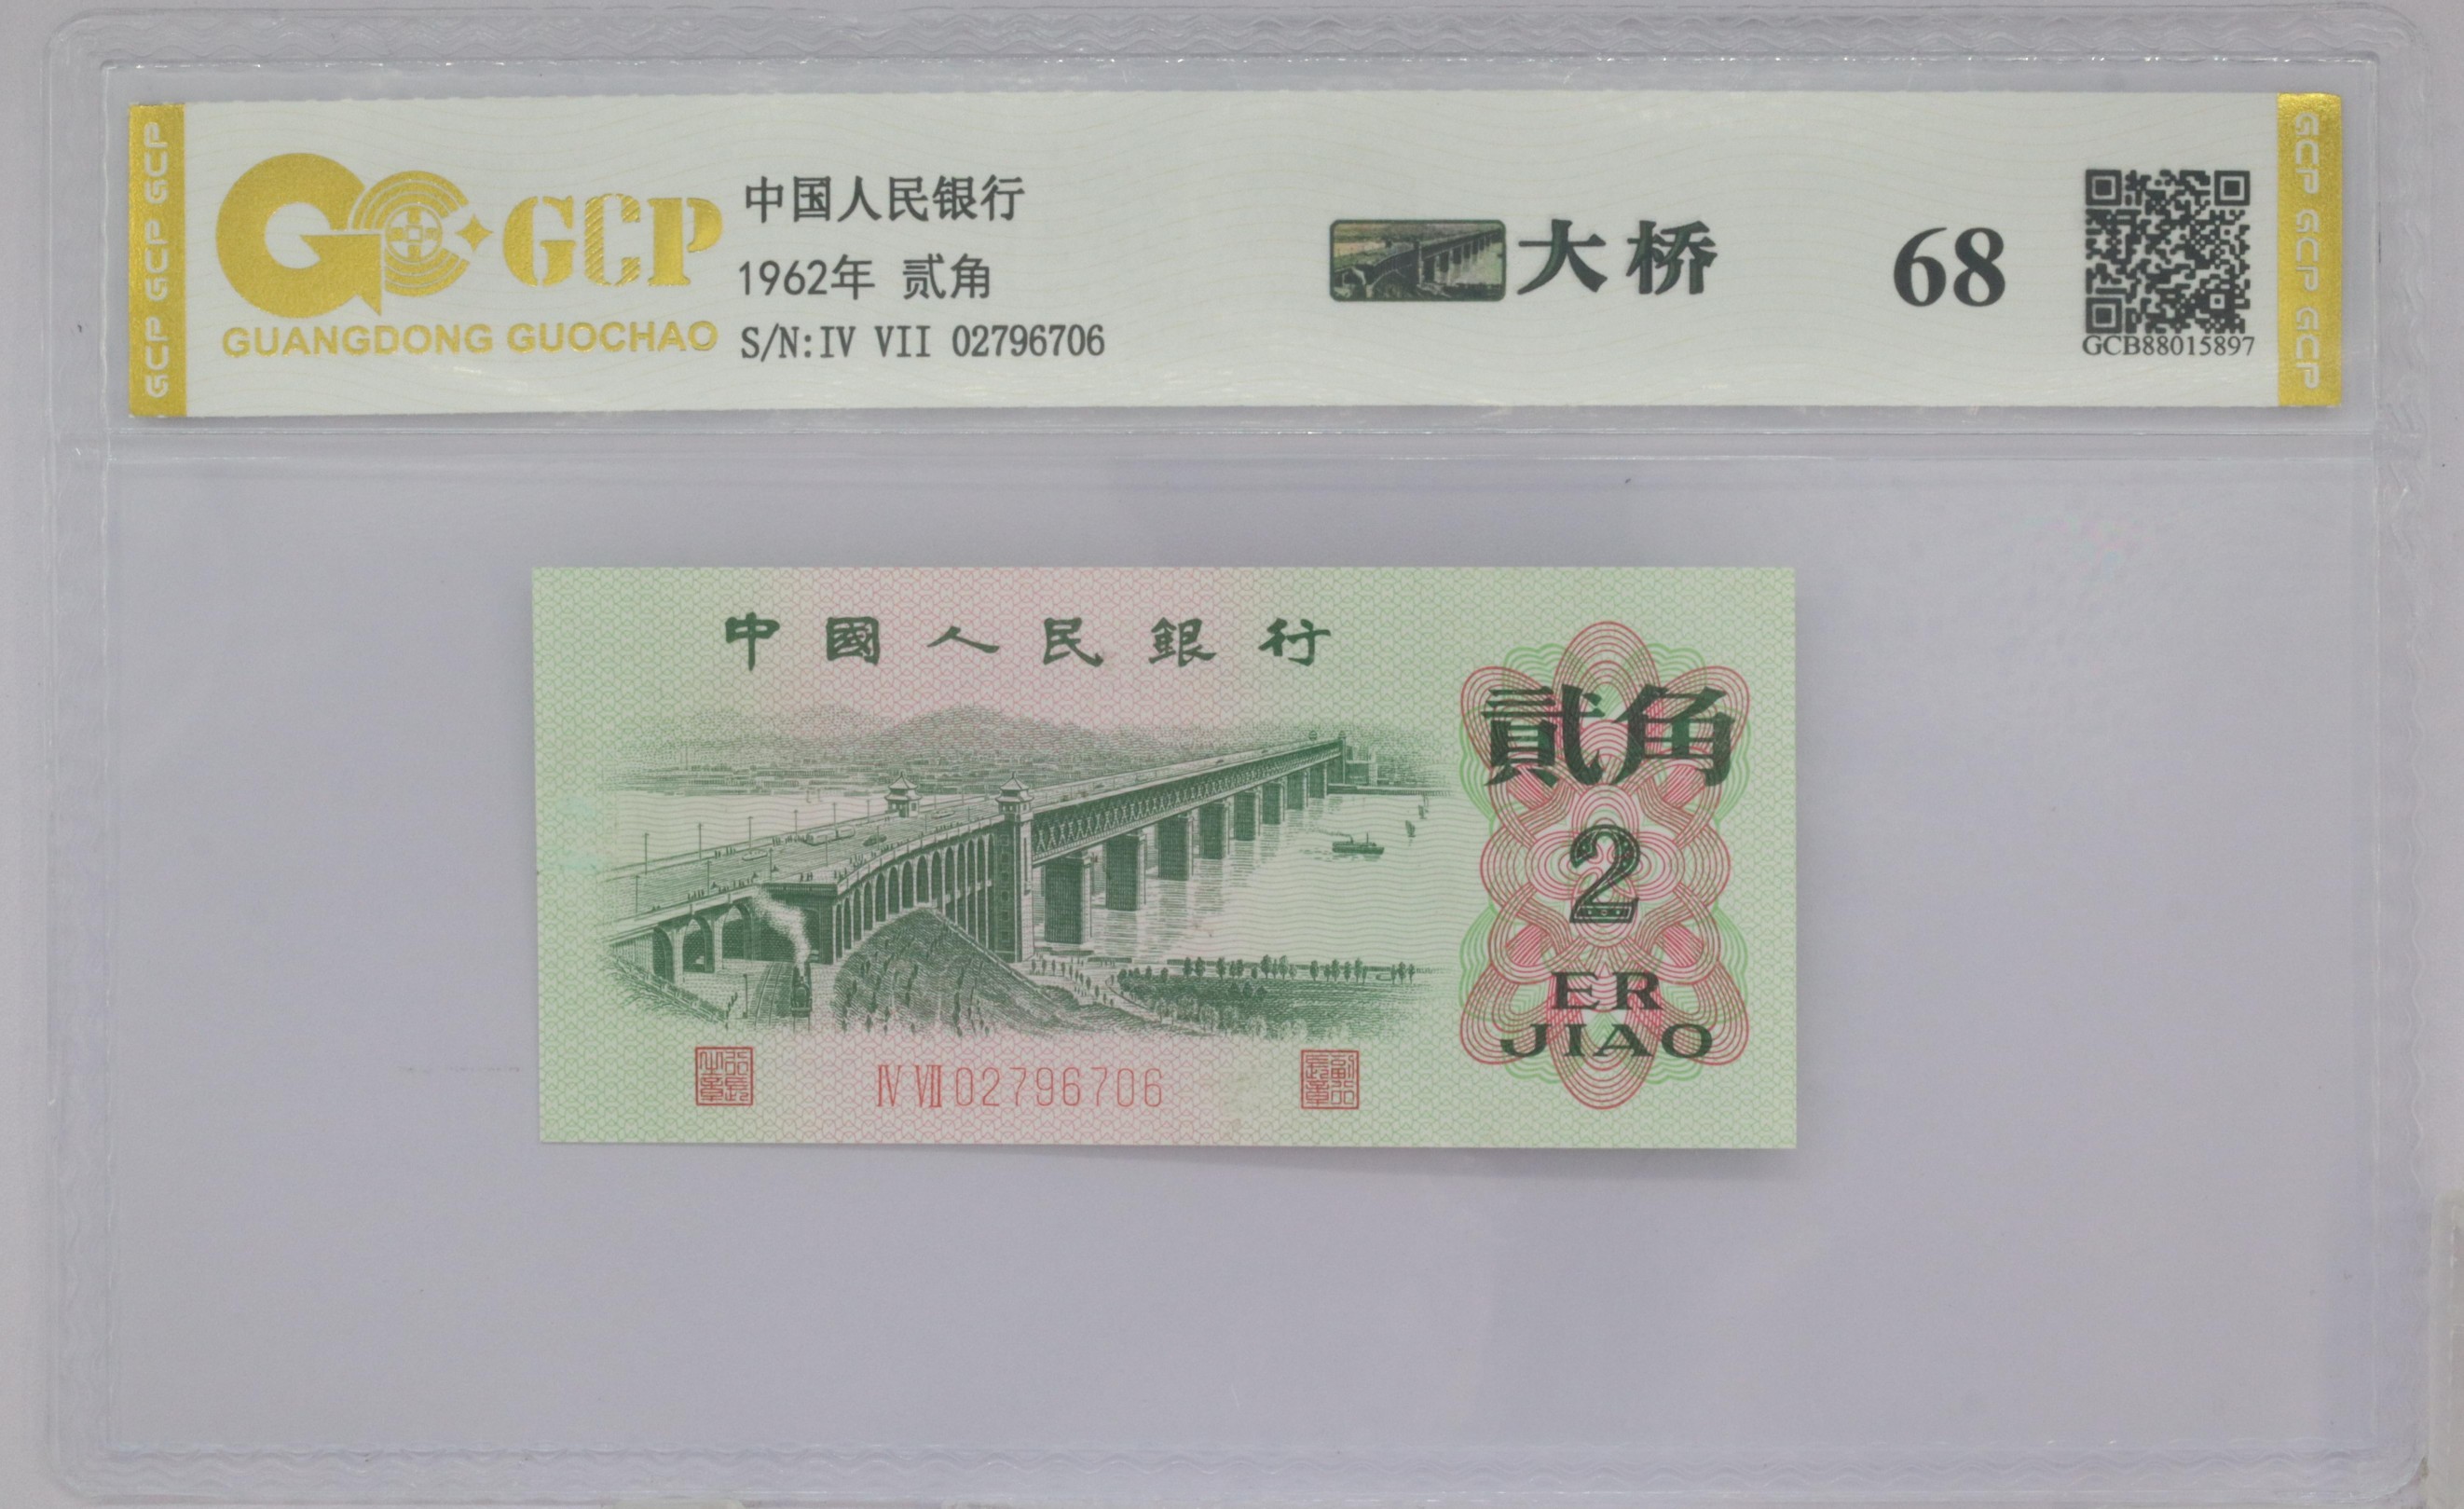 GCP GCP GCP
GCP
GUANGDONG GUOCHAO
中国人民银行
1962年 贰角
S/N:IV VII 02796706
大桥
68
GCB88015897
GCP GCP GCP
中國人民銀行
貳角
2
ER
JIAO
IV VII 02796706